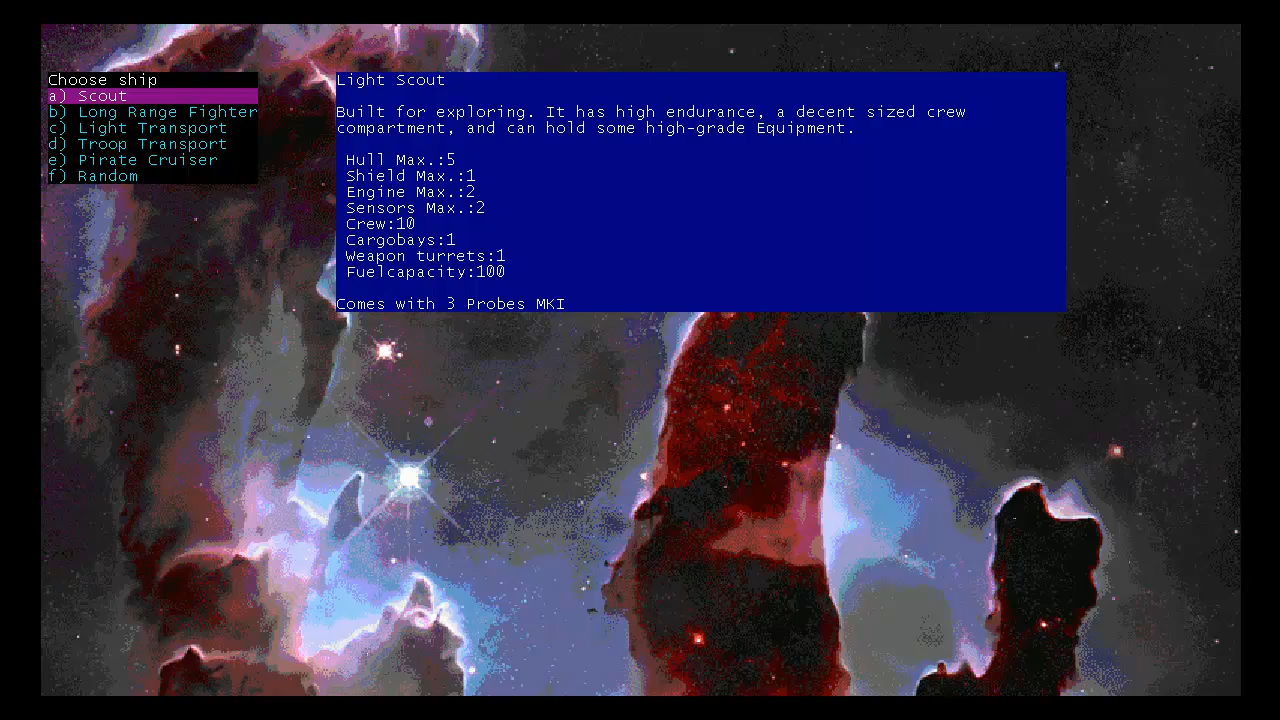 Choose ship
a) Scout
b) Long Range Fighter
c) Light Transport
d) Troop Transport
e) Pirate Cruiser
f) Random
Light Scout
Built for exploring. It has high endurance, a decent sized crew
compartment, and can hold some high-grade Equipment.
Hull Max.:5
Shield Max.:1
Engine Max.:2
Sensors Max.:2
Crew:10
Cargobays:1
Weapon turrets:1
Fuelcapacity:100
Comes with 3 Probes MKI